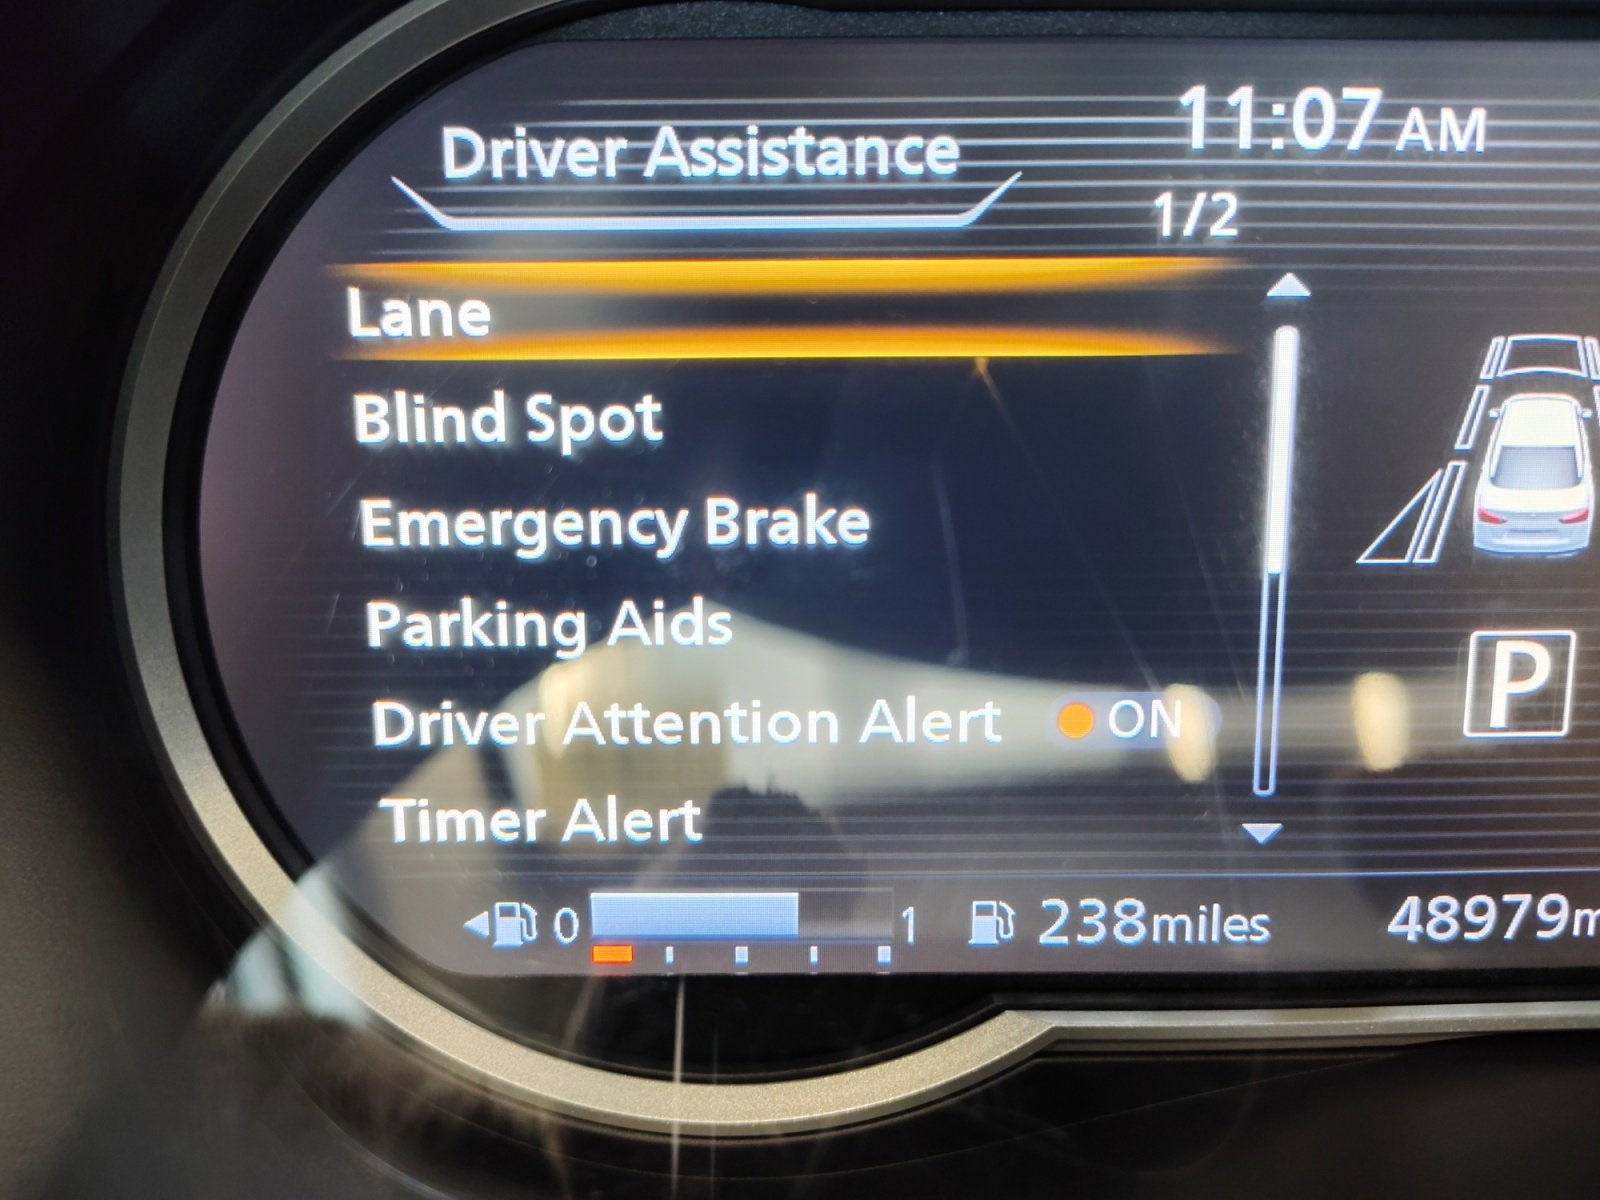 Driver Assistance
11:07 AM
1/2
Lane
Blind Spot
Emergency Brake
Parking Aids
P
Driver Attention Alert ON
Timer Alert
0 1 238miles 48979m